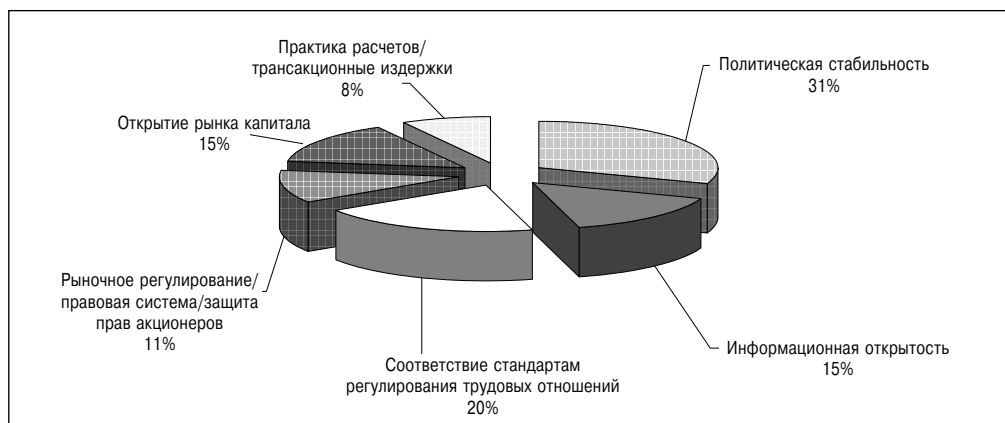 Практика расчетов/
трансакционные издержки
8%
Политическая стабильность
31%
Открытие рынка капитала
15%
Рыночное регулирование/
правовая система/защита
прав акционеров
11%
Соответствие стандартам
регулирования трудовых отношений
20%
Информационная открытость
15%